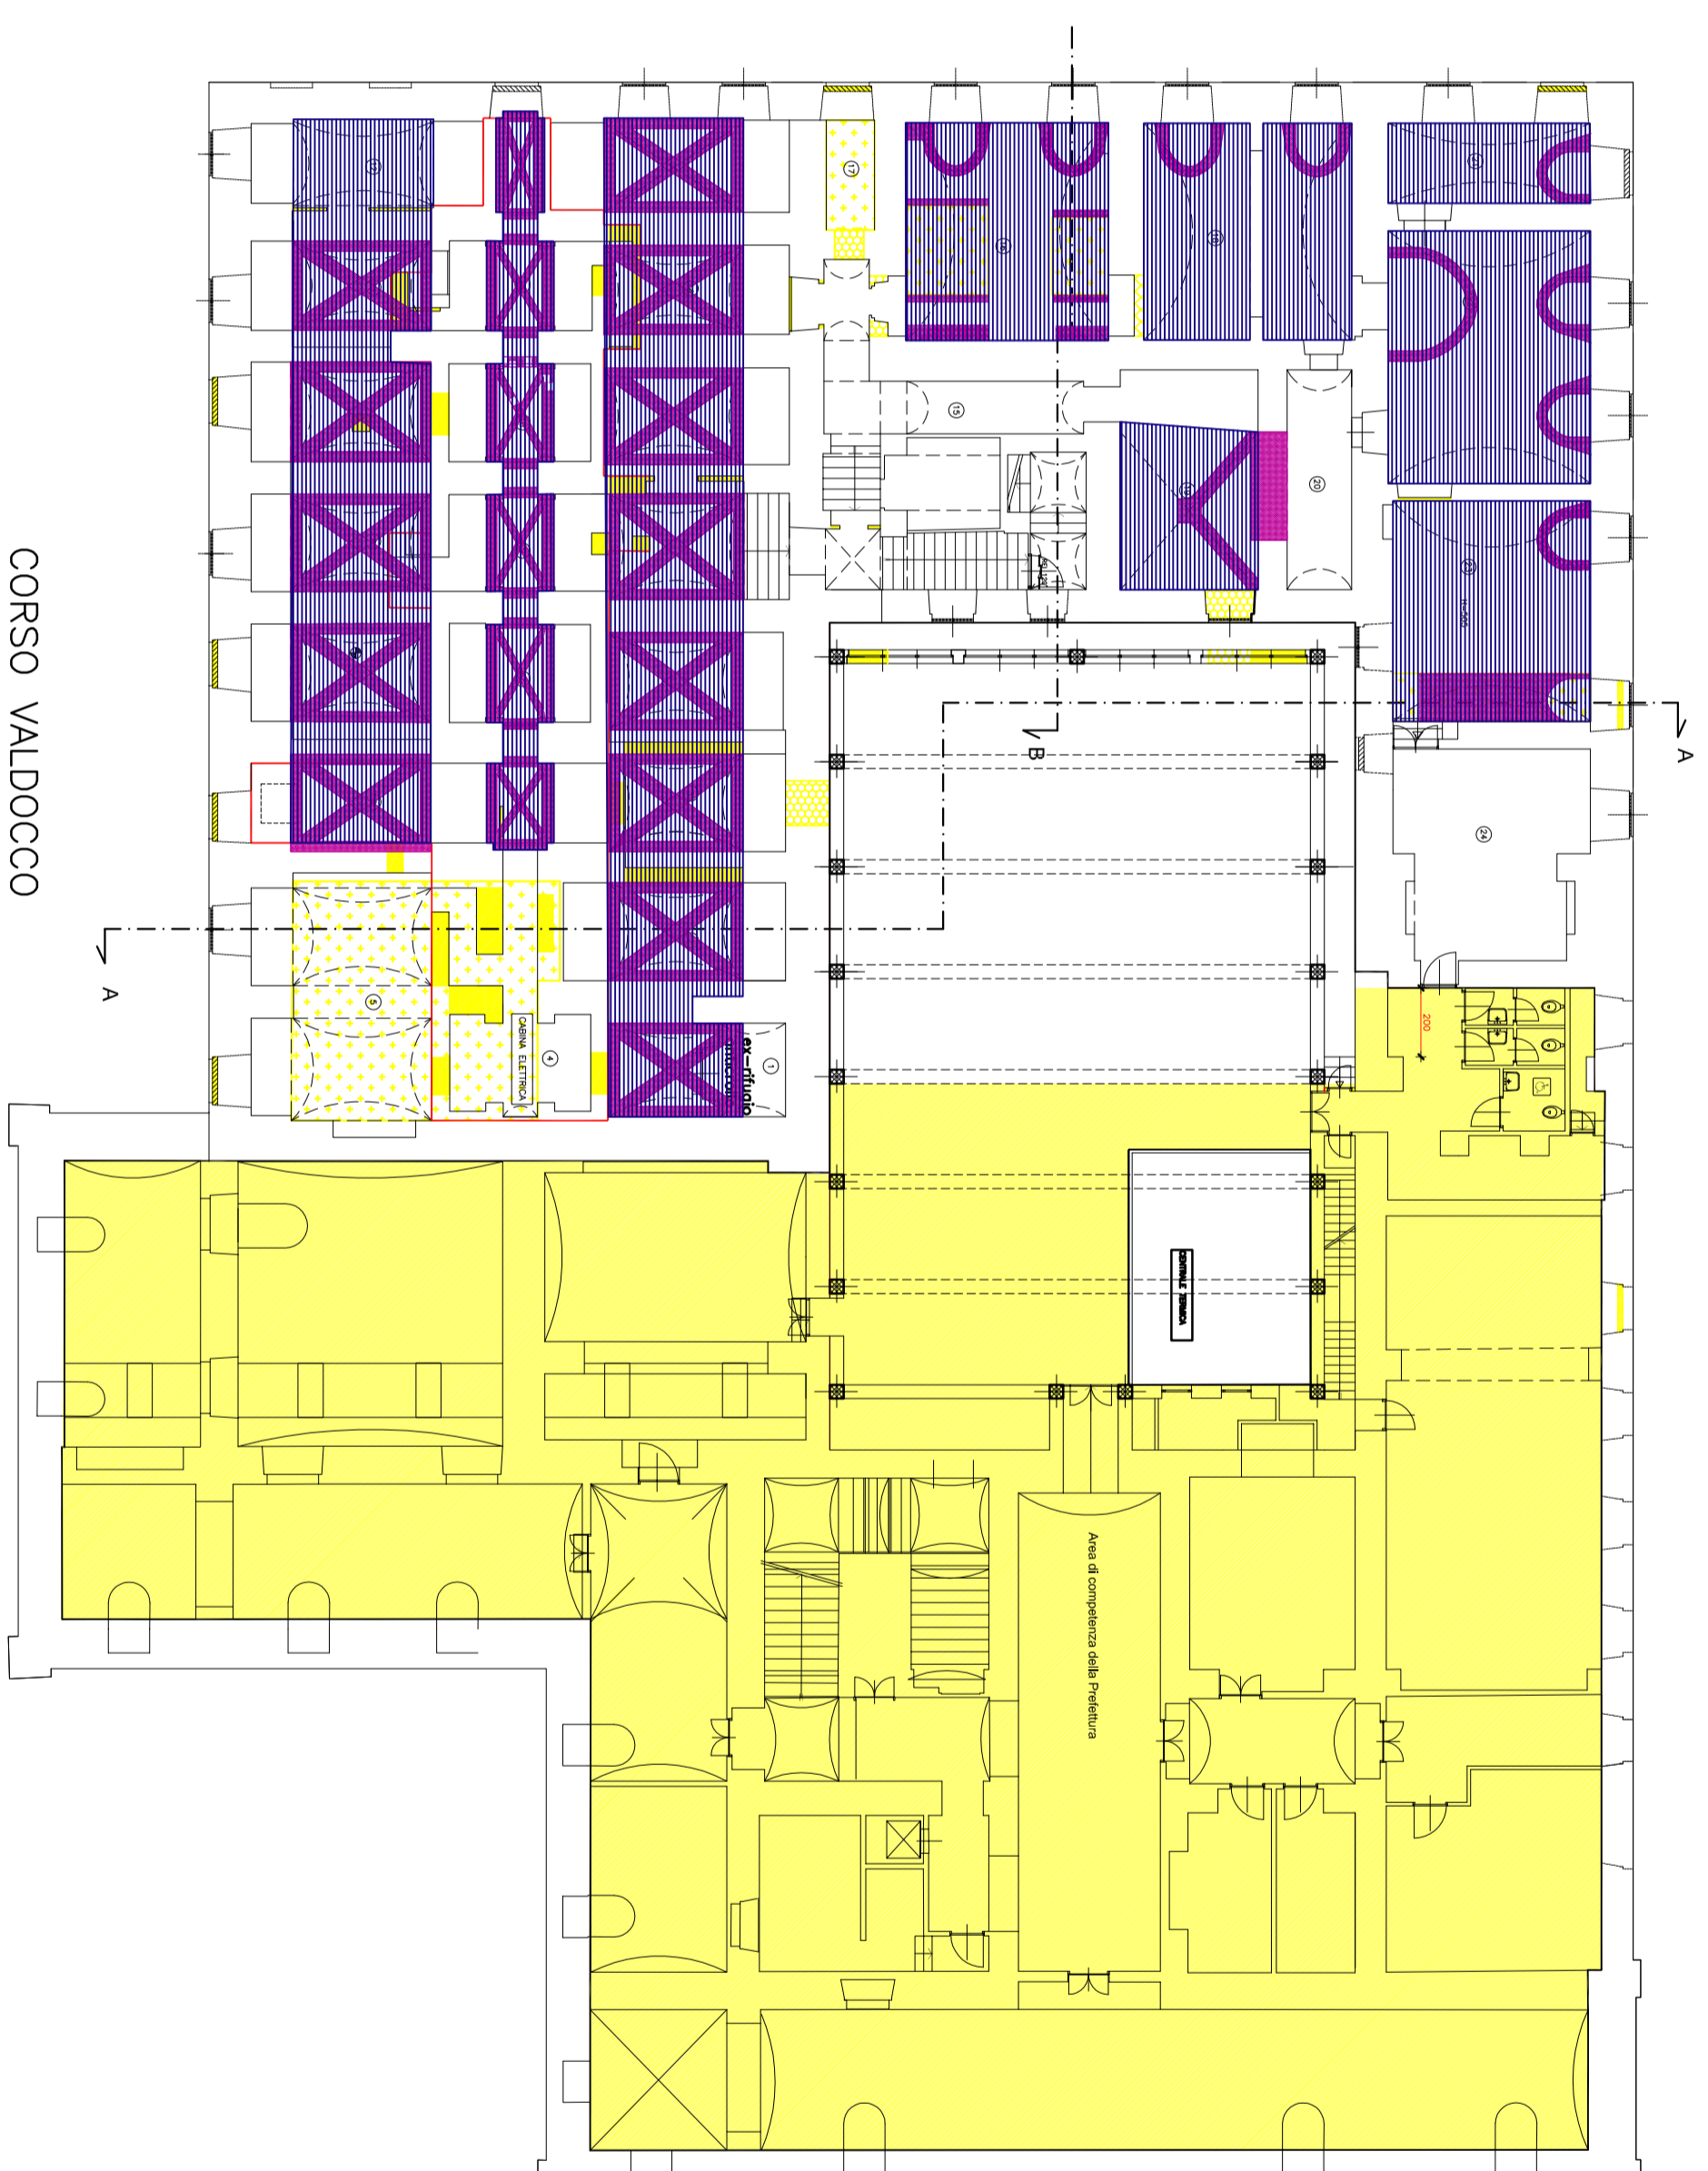 CORSO VALDOCCO
A
A
B
17
15
20
24
200
1
ex-rifugio
4
CABINA ELETTRICA
5
CENTRALE TERMICA
Area di competenza della Prefettura